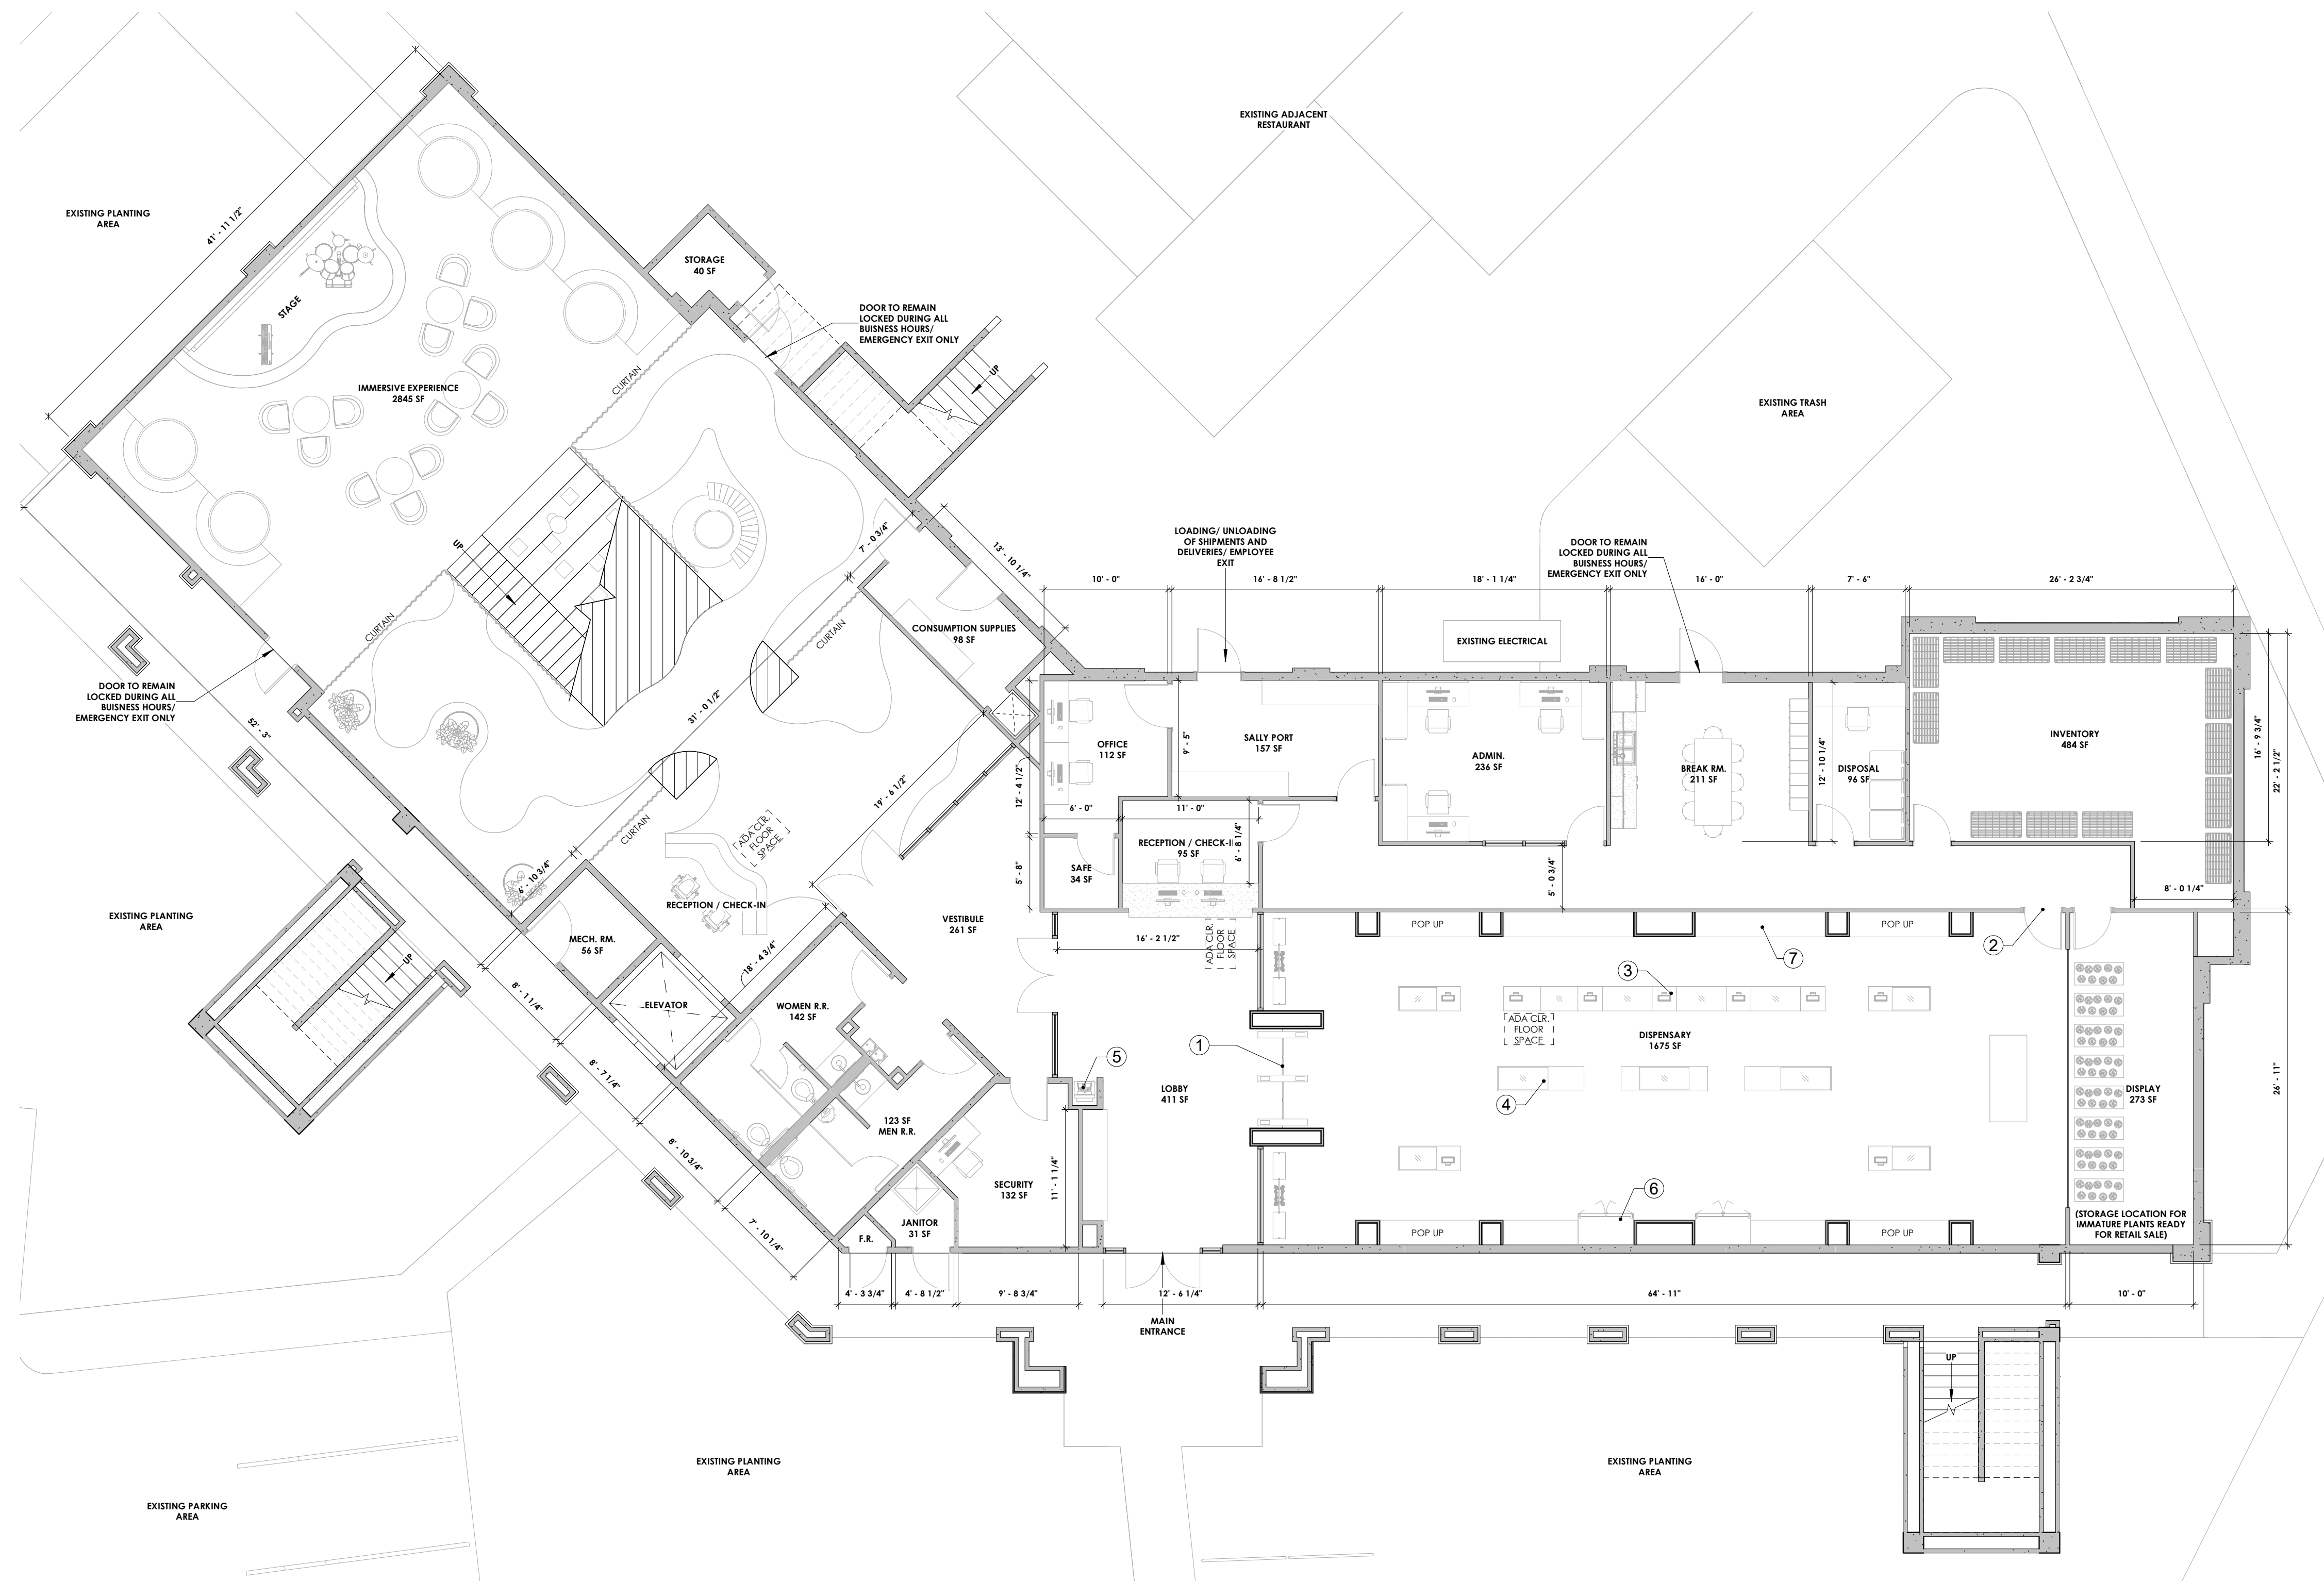 EXISTING ADJACENT
RESTAURANT
EXISTING PLANTING
AREA
41' - 11 1/2"
STORAGE
40 SF
STAGE
DOOR TO REMAIN
LOCKED DURING ALL
BUISNESS HOURS/
EMERGENCY EXIT ONLY
UP
CURTAIN
IMMERSIVE EXPERIENCE
2845 SF
EXISTING TRASH
AREA
UP
7' - 0 3/4"
13' - 10 1/4"
LOADING/ UNLOADING
OF SHIPMENTS AND
DELIVERIES/ EMPLOYEE
EXIT
DOOR TO REMAIN
LOCKED DURING ALL
BUISNESS HOURS/
EMERGENCY EXIT ONLY
10' - 0"
16' - 8 1/2"
18' - 1 1/4"
16' - 0"
7' - 6"
26' - 2 3/4"
CURTAIN
CURTAIN
CONSUMPTION SUPPLIES
98 SF
EXISTING ELECTRICAL
DOOR TO REMAIN
LOCKED DURING ALL
BUISNESS HOURS/
EMERGENCY EXIT ONLY
52' - 3"
31' - 0 1/2"
OFFICE
112 SF
9' - 5"
SALLY PORT
157 SF
ADMIN.
236 SF
BREAK RM.
211 SF
12' - 10 1/4"
DISPOSAL
96 SF
INVENTORY
484 SF
16' - 9 3/4"
22' - 2 1/2"
12' - 4 1/2"
19' - 6 1/2"
6' - 0"
11' - 0"
CURTAIN
ADA CLR.
FLOOR
SPACE
RECEPTION / CHECK-I
95 SF
6' - 8 1/4"
SAFE
34 SF
5' - 8"
5' - 0 3/4"
8' - 0 1/4"
6' - 10 3/4"
RECEPTION / CHECK-IN
EXISTING PLANTING
AREA
VESTIBULE
261 SF
POP UP
POP UP
MECH. RM.
56 SF
16' - 2 1/2"
ADA CLR.
FLOOR
SPACE
7
2
18' - 4 3/4"
3
UP
8' - 1 1/4"
ELEVATOR
WOMEN R.R.
142 SF
ADA CLR.
FLOOR
SPACE
DISPENSARY
1675 SF
1
5
8' - 7 1/4"
LOBBY
411 SF
4
DISPLAY
273 SF
26' - 11"
123 SF
MEN R.R.
8' - 10 3/4"
SECURITY
132 SF
11' - 1 1/4"
6
JANITOR
31 SF
F.R.
7' - 10 1/4"
POP UP
POP UP
(STORAGE LOCATION FOR
IMMATURE PLANTS READY
FOR RETAIL SALE)
4' - 3 3/4"
4' - 8 1/2"
9' - 8 3/4"
12' - 6 1/4"
64' - 11"
10' - 0"
MAIN
ENTRANCE
UP
EXISTING PLANTING
AREA
EXISTING PLANTING
AREA
EXISTING PARKING
AREA